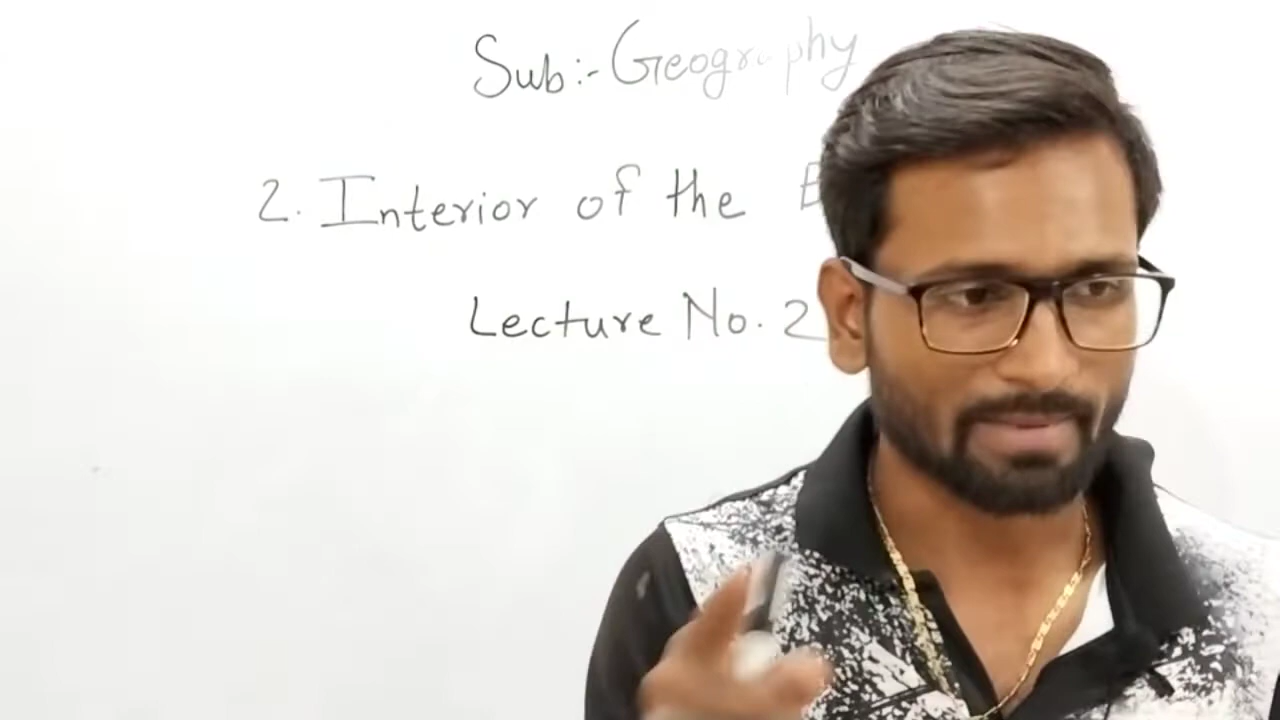 Sub:- Geography
2. Interior of the
Lecture No. 2